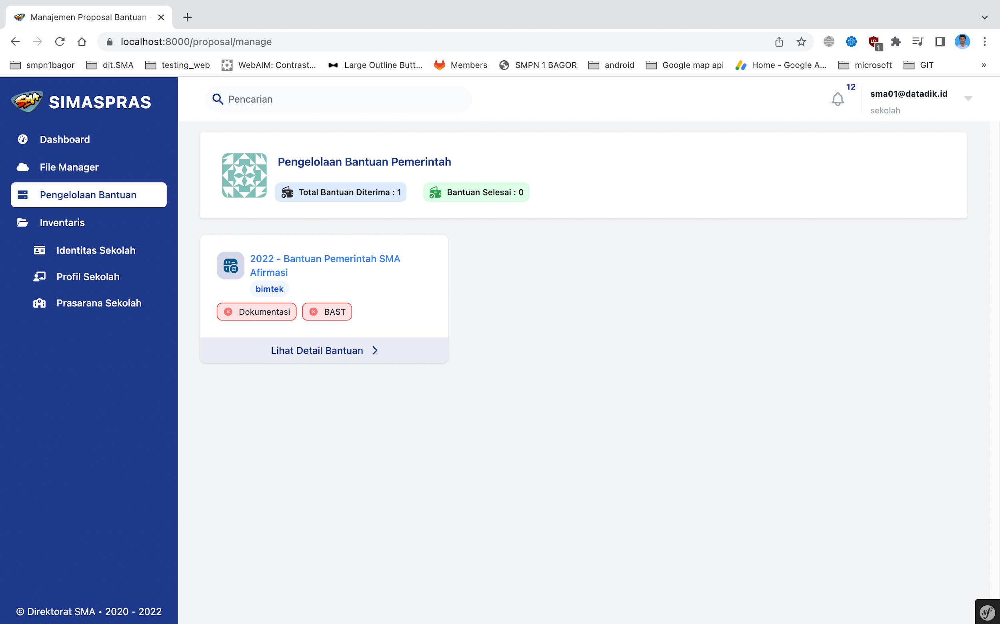 Manajemen Proposal Bantuan -
localhost:8000/proposal/manage
1
smpn1bagor
dit.SMA
testing_web
WebAIM: Contrast...
Large Outline Butt...
Members
SMPN 1 BAGOR
android
Google map api
Home - Google A...
microsoft
GIT
»
SMA SIMASPRAS
Pencarian
12
sma01@datadik.id
sekolah
Dashboard
File Manager
Pengelolaan Bantuan
Inventaris
Identitas Sekolah
Profil Sekolah
Prasarana Sekolah
Pengelolaan Bantuan Pemerintah
Total Bantuan Diterima : 1
Bantuan Selesai : 0
2022 - Bantuan Pemerintah SMA
Afirmasi
bimtek
Dokumentasi
BAST
Lihat Detail Bantuan
© Direktorat SMA • 2020 - 2022
sf